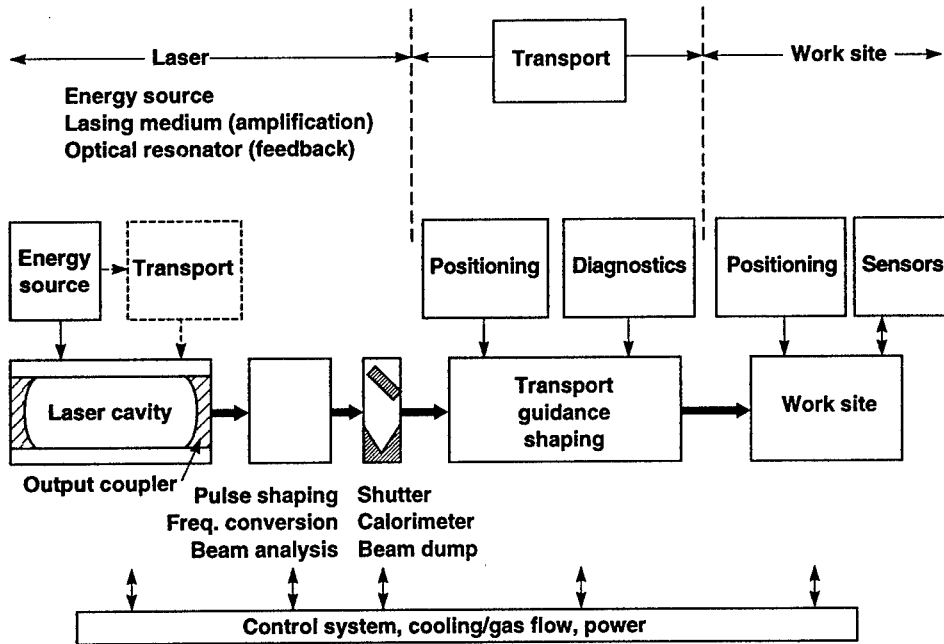 Laser
Transport
Work site
Energy source
Lasing medium (amplification)
Optical resonator (feedback)
Energy
source
Transport
Positioning
Diagnostics
Positioning
Sensors
Laser cavity
Transport
guidance
shaping
Work site
Output coupler
Pulse shaping
Freq. conversion
Beam analysis
Shutter
Calorimeter
Beam dump
Control system, cooling/gas flow, power